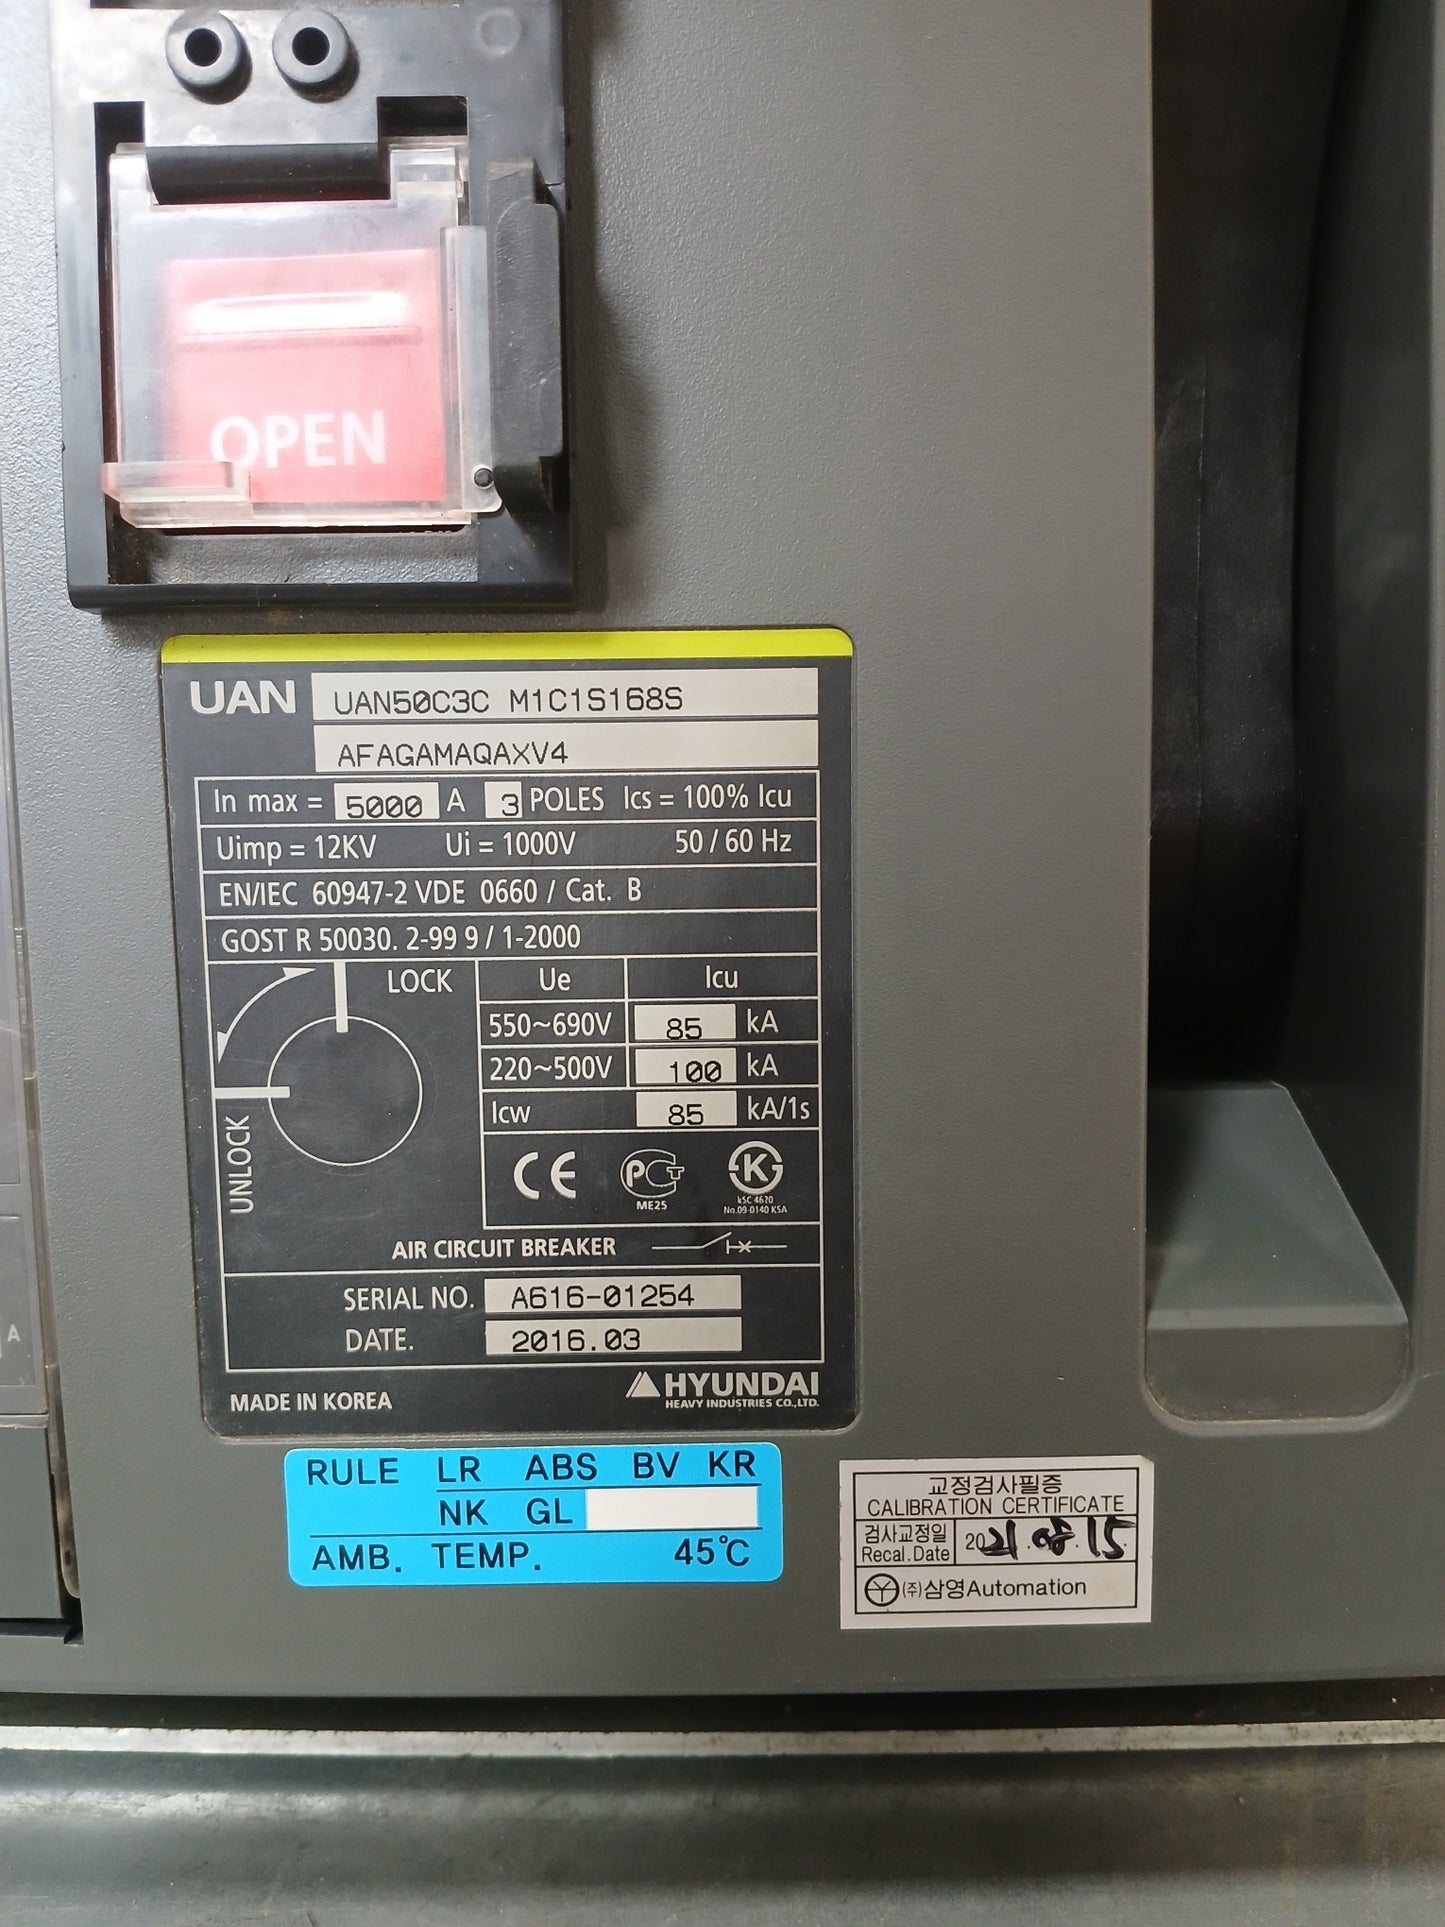 OPEN
UAN UAN50C3C M1C1S168S
AFAGAMAQAXV4
In max = 5000 A 3 POLES Ics = 100% Icu
Uimp = 12KV Ui = 1000V 50 / 60 Hz
EN/IEC 60947-2 VDE 0660 / Cat. B
GOST R 50030. 2-99 9 / 1-2000
LOCK
UNLOCK
Ue Icu
550~690V 85 kA
220~500V 100 kA
Icw 85 kA/1s
CE PCT K
ME25
kSC 4620
No.09-0140 KSA
AIR CIRCUIT BREAKER
SERIAL NO. A616-01254
DATE. 2016.03
MADE IN KOREA
HYUNDAI
HEAVY INDUSTRIES CO.,LTD.
RULE LR ABS BV KR
NK GL
AMB. TEMP. 45℃
교정검사필증
CALIBRATION CERTIFICATE
검사교정일
Recal.Date
2021.08.15
(주)삼영Automation
A